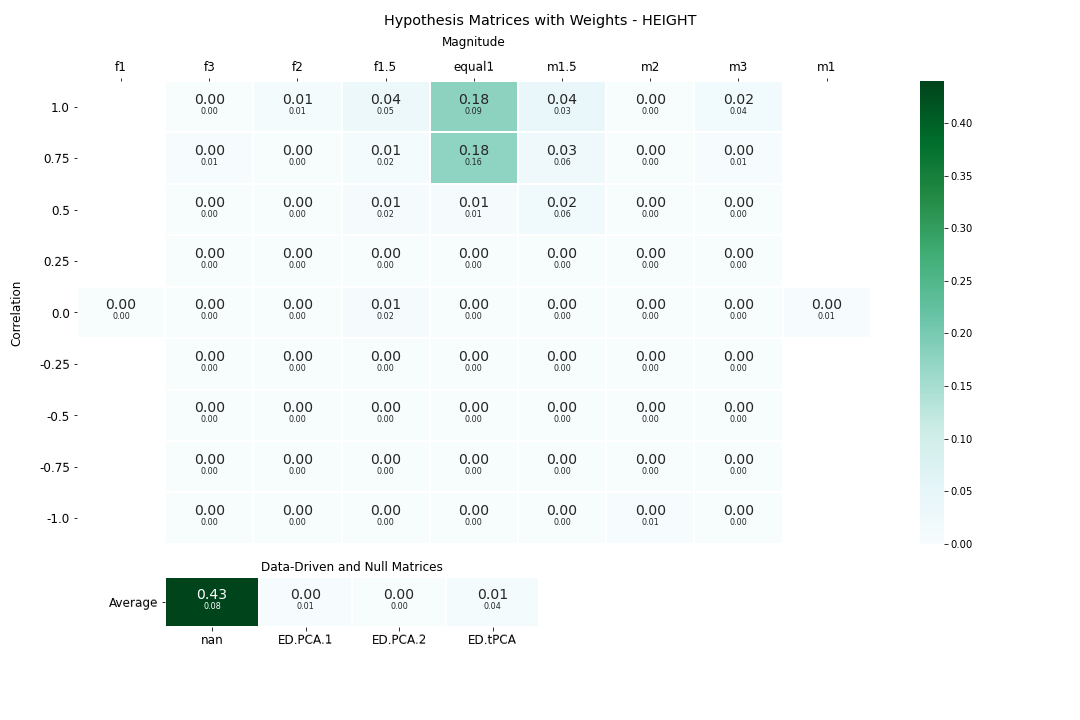 Hypothesis Matrices with Weights - HEIGHT
Magnitude
f1 f3 f2 f1.5 equal1 m1.5 m2 m3 m1
1.0 0.00 0.01 0.04 0.18 0.04 0.00 0.02
0.00 0.01 0.05 0.09 0.03 0.00 0.04
0.40
0.75 0.00 0.00 0.01 0.18 0.03 0.00 0.00
0.01 0.00 0.02 0.16 0.06 0.00 0.01
0.35
0.5 0.00 0.00 0.01 0.01 0.02 0.00 0.00
0.00 0.00 0.02 0.01 0.06 0.00 0.00
0.30
0.25 0.00 0.00 0.00 0.00 0.00 0.00 0.00
0.00 0.00 0.00 0.00 0.00 0.00 0.00
0.25
Correlation
0.0 0.00 0.00 0.00 0.01 0.00 0.00 0.00 0.00 0.00
0.00 0.00 0.00 0.02 0.00 0.00 0.00 0.00 0.01
0.20
-0.25 0.00 0.00 0.00 0.00 0.00 0.00 0.00
0.00 0.00 0.00 0.00 0.00 0.00 0.00
0.15
-0.5 0.00 0.00 0.00 0.00 0.00 0.00 0.00
0.00 0.00 0.00 0.00 0.00 0.00 0.00
0.10
-0.75 0.00 0.00 0.00 0.00 0.00 0.00 0.00
0.00 0.00 0.00 0.00 0.00 0.00 0.00
0.05
-1.0 0.00 0.00 0.00 0.00 0.00 0.00 0.00
0.00 0.00 0.00 0.00 0.00 0.01 0.00
0.00
Data-Driven and Null Matrices
Average 0.43 0.00 0.00 0.01
0.08 0.01 0.00 0.04
nan ED.PCA.1 ED.PCA.2 ED.tPCA